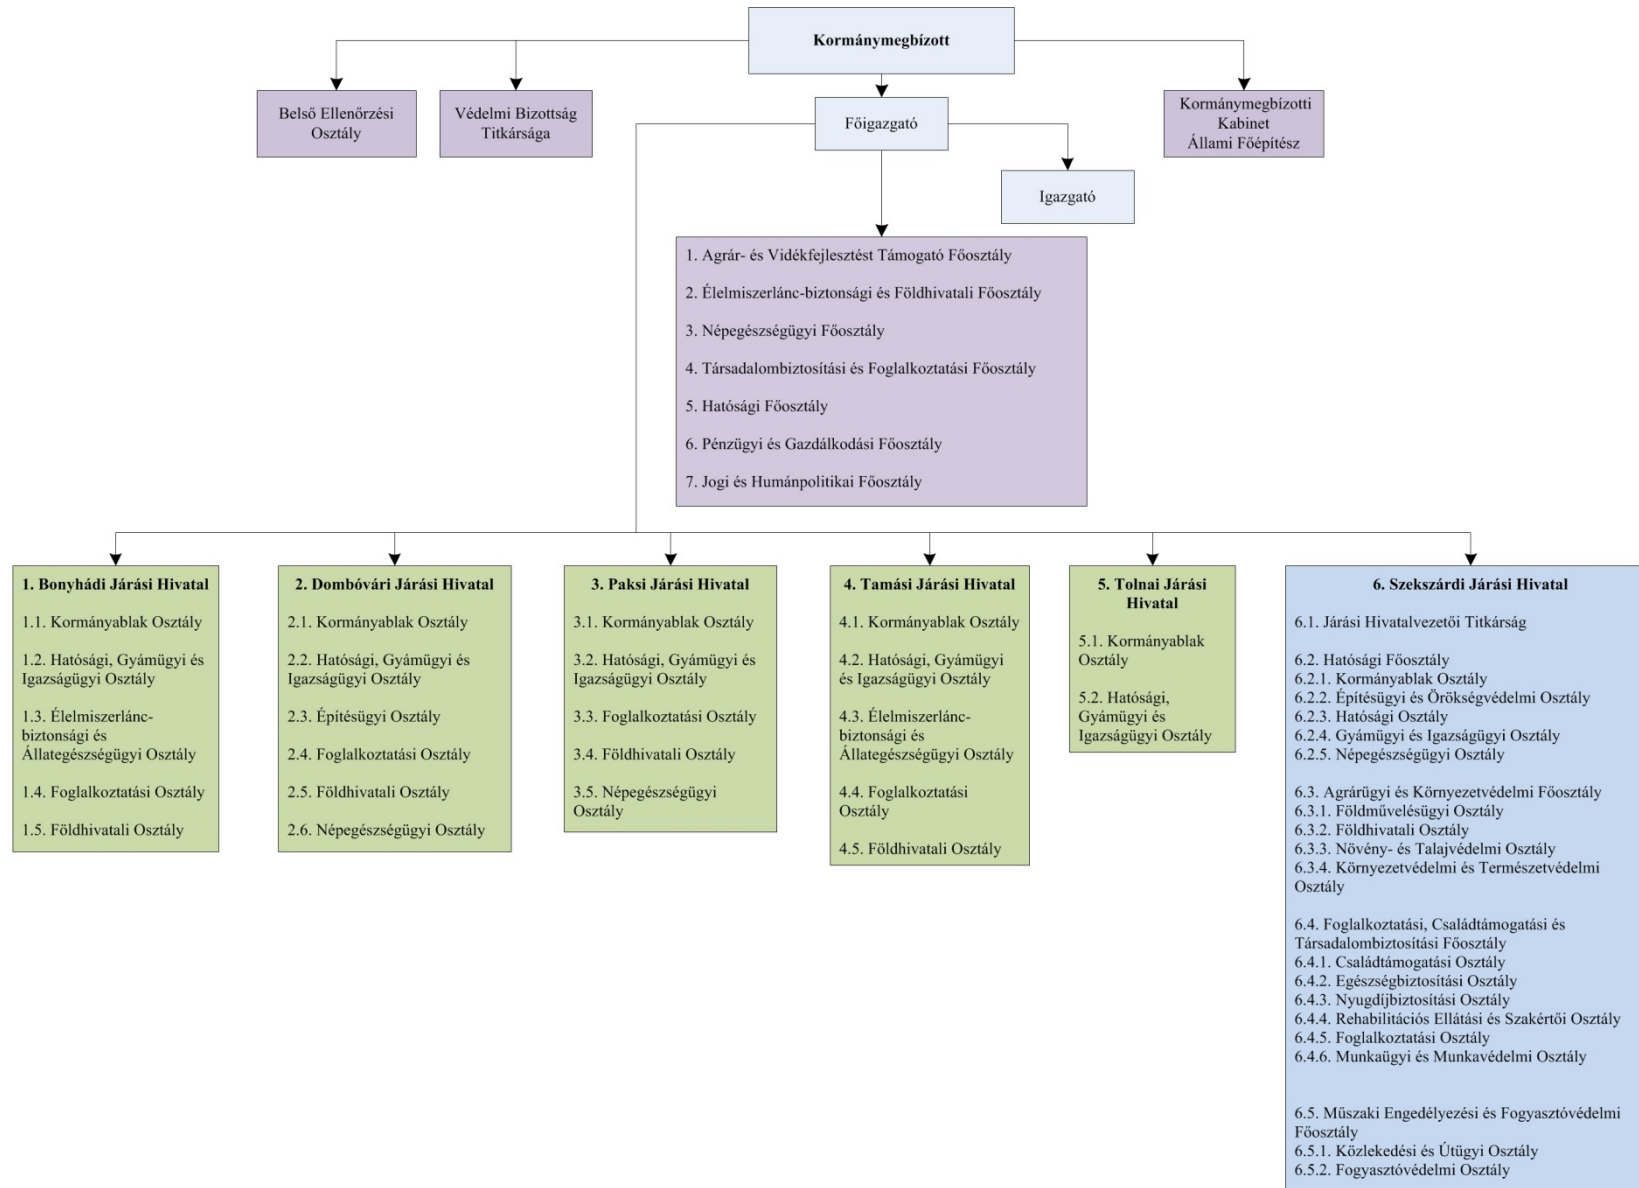 Kormánymegbízott
Belső Ellenőrzési
Osztály
Védelmi Bizottság
Titkársága
Főigazgató
Kormánymegbízotti
Kabinet
Állami Főépítész
Igazgató
1. Agrár- és Vidékfejlesztést Támogató Főosztály
2. Élelmiszerlánc-biztonsági és Földhivatali Főosztály
3. Népegészségügyi Főosztály
4. Társadalombiztosítási és Foglalkoztatási Főosztály
5. Hatósági Főosztály
6. Pénzügyi és Gazdálkodási Főosztály
7. Jogi és Humánpolitikai Főosztály
1. Bonyhádi Járási Hivatal
1.1. Kormányablak Osztály
1.2. Hatósági, Gyámügyi és
Igazságügyi Osztály
1.3. Élelmiszerlánc-
biztonsági és
Állategészségügyi Osztály
1.4. Foglalkoztatási Osztály
1.5. Földhivatali Osztály
2. Dombóvári Járási Hivatal
2.1. Kormányablak Osztály
2.2. Hatósági, Gyámügyi és
Igazságügyi Osztály
2.3. Építésügyi Osztály
2.4. Foglalkoztatási Osztály
2.5. Földhivatali Osztály
2.6. Népegészségügyi Osztály
3. Paksi Járási Hivatal
3.1. Kormányablak Osztály
3.2. Hatósági, Gyámügyi és
Igazságügyi Osztály
3.3. Foglalkoztatási Osztály
3.4. Földhivatali Osztály
3.5. Népegészségügyi
Osztály
4. Tamási Járási Hivatal
4.1. Kormányablak Osztály
4.2. Hatósági, Gyámügyi
és Igazságügyi Osztály
4.3. Élelmiszerlánc-
biztonsági és
Állategészségügyi Osztály
4.4. Foglalkoztatási
Osztály
4.5. Földhivatali Osztály
5. Tolnai Járási
Hivatal
5.1. Kormányablak
Osztály
5.2. Hatósági,
Gyámügyi és
Igazságügyi Osztály
6. Szekszárdi Járási Hivatal
6.1. Járási Hivatalvezetői Titkárság
6.2. Hatósági Főosztály
6.2.1. Kormányablak Osztály
6.2.2. Építésügyi és Örökségvédelmi Osztály
6.2.3. Hatósági Osztály
6.2.4. Gyámügyi és Igazságügyi Osztály
6.2.5. Népegészségügyi Osztály
6.3. Agrárügyi és Környezetvédelmi Főosztály
6.3.1. Földművelésügyi Osztály
6.3.2. Földhivatali Osztály
6.3.3. Növény- és Talajvédelmi Osztály
6.3.4. Környezetvédelmi és Természetvédelmi
Osztály
6.4. Foglalkoztatási, Családtámogatási és
Társadalombiztosítási Főosztály
6.4.1. Családtámogatási Osztály
6.4.2. Egészségbiztosítási Osztály
6.4.3. Nyugdíjbiztosítási Osztály
6.4.4. Rehabilitációs Ellátási és Szakértői Osztály
6.4.5. Foglalkoztatási Osztály
6.4.6. Munkaügyi és Munkavédelmi Osztály
6.5. Műszaki Engedélyezési és Fogyasztóvédelmi
Főosztály
6.5.1. Közlekedési és Útügyi Osztály
6.5.2. Fogyasztóvédelmi Osztály